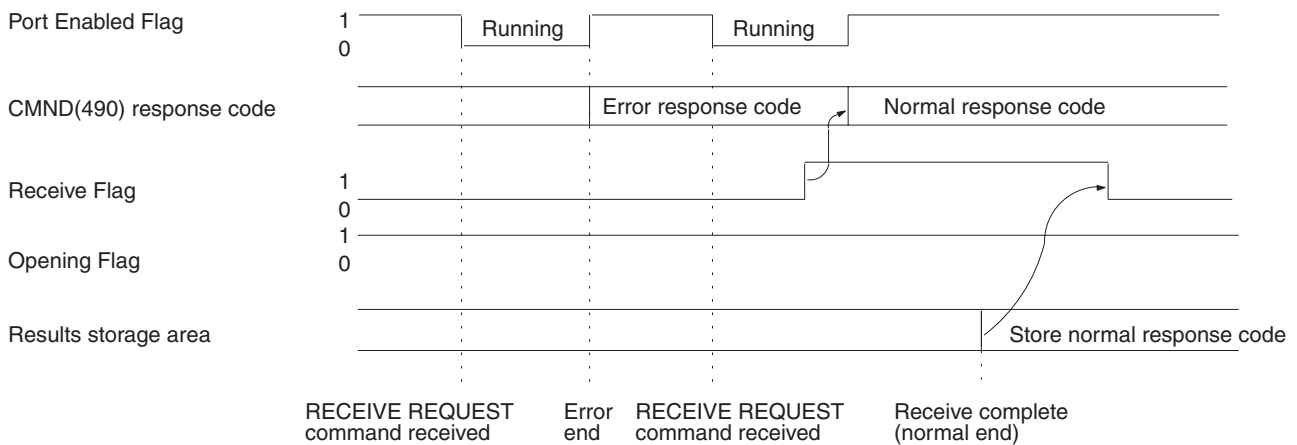 Port Enabled Flag
1
0
Running
Running
CMND(490) response code
Error response code
Normal response code
Receive Flag
1
0
Opening Flag
1
0
Results storage area
Store normal response code
RECEIVE REQUEST
command received
Error
end
RECEIVE REQUEST
command received
Receive complete
(normal end)